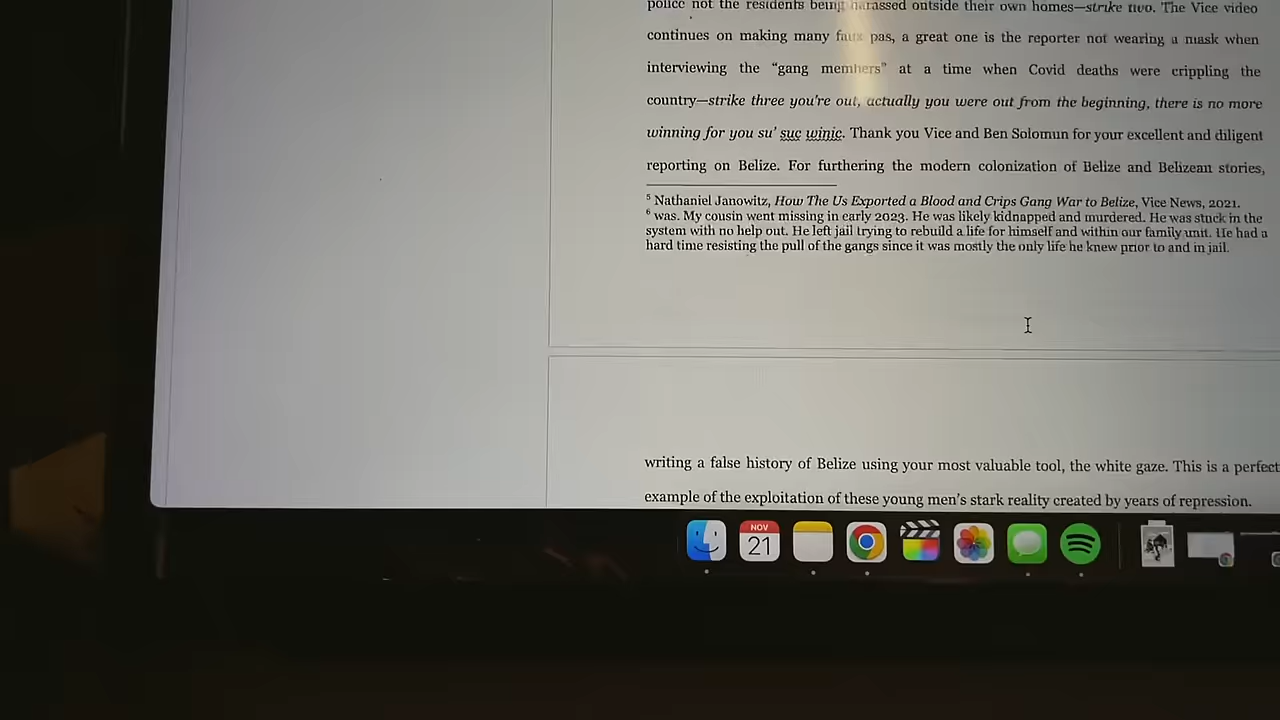 police not the residents being harassed outside their own homes—strike two. The Vice video
continues on making many faux pas, a great one is the reporter not wearing a mask when
interviewing the “gang members” at a time when Covid deaths were crippling the
country—strike three you're out, actually you were out from the beginning, there is no more
winning for you su' suc winic. Thank you Vice and Ben Solomun for your excellent and diligent
reporting on Belize. For furthering the modern colonization of Belize and Belizean stories,
5 Nathaniel Janowitz, How The Us Exported a Blood and Crips Gang War to Belize, Vice News, 2021.
6 was. My cousin went missing in early 2023. He was likely kidnapped and murdered. He was stuck in the
system with no help out. He left jail trying to rebuild a life for himself and within our family unit. He had a
hard time resisting the pull of the gangs since it was mostly the only life he knew prior to and in jail.
writing a false history of Belize using your most valuable tool, the white gaze. This is a perfect
example of the exploitation of these young men's stark reality created by years of repression.
NOV
21